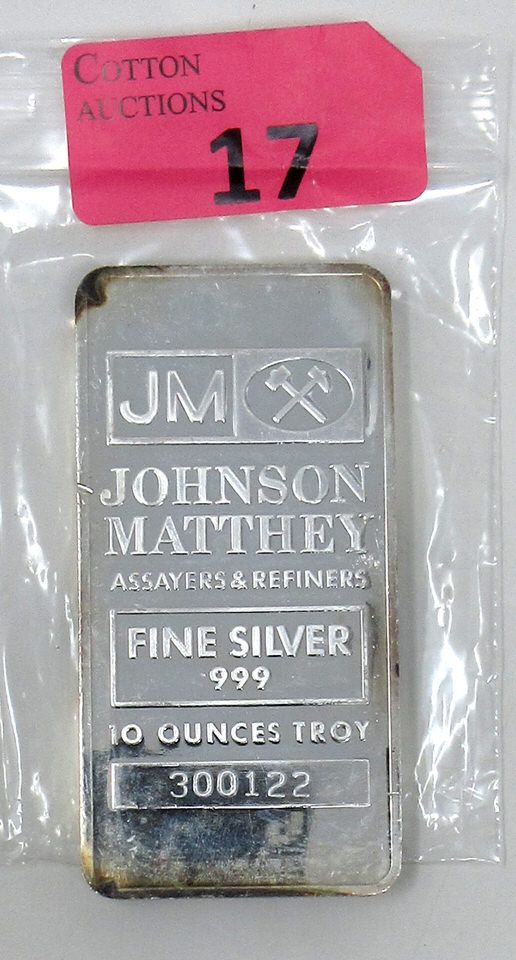 COTTON
AUCTIONS
17
JM
JOHNSON
MATTHEY
ASSAYERS & REFINERS
FINE SILVER
999
10 OUNCES TROY
300122